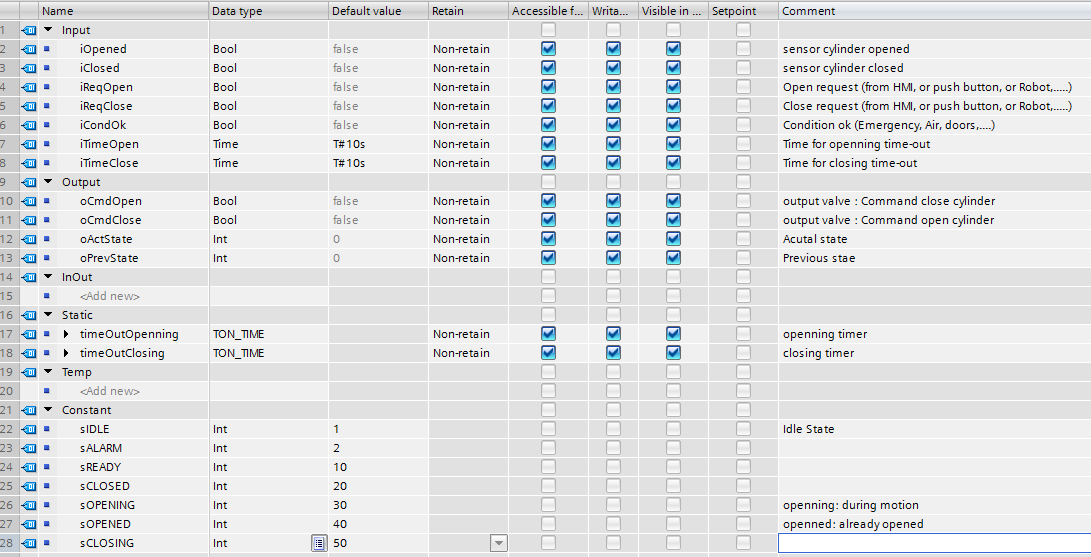 Name Data type Default value Retain Accessible f... Writa... Visible in ... Setpoint Comment
1 Input
2 iOpened Bool false Non-retain sensor cylinder opened
3 iClosed Bool false Non-retain sensor cylinder closed
4 iReqOpen Bool false Non-retain Open request (from HMI, or push button, or Robot,.....)
5 iReqClose Bool false Non-retain Close request (from HMI, or push button, or Robot,.....)
6 iCondOk Bool false Non-retain Condition ok (Emergency, Air, doors,....)
7 iTimeOpen Time T#10s Non-retain Time for openning time-out
8 iTimeClose Time T#10s Non-retain Time for closing time-out
9 Output
10 oCmdOpen Bool false Non-retain output valve : Command close cylinder
11 oCmdClose Bool false Non-retain output valve : Command open cylinder
12 oActState Int 0 Non-retain Acutal state
13 oPrevState Int 0 Non-retain Previous stae
14 InOut
15 <Add new>
16 Static
17 timeOutOpenning TON_TIME Non-retain openning timer
18 timeOutClosing TON_TIME Non-retain closing timer
19 Temp
20 <Add new>
21 Constant
22 sIDLE Int 1 Idle State
23 sALARM Int 2
24 sREADY Int 10
25 sCLOSED Int 20
26 sOPENING Int 30 openning: during motion
27 sOPENED Int 40 openned: already opened
28 sCLOSING Int 50